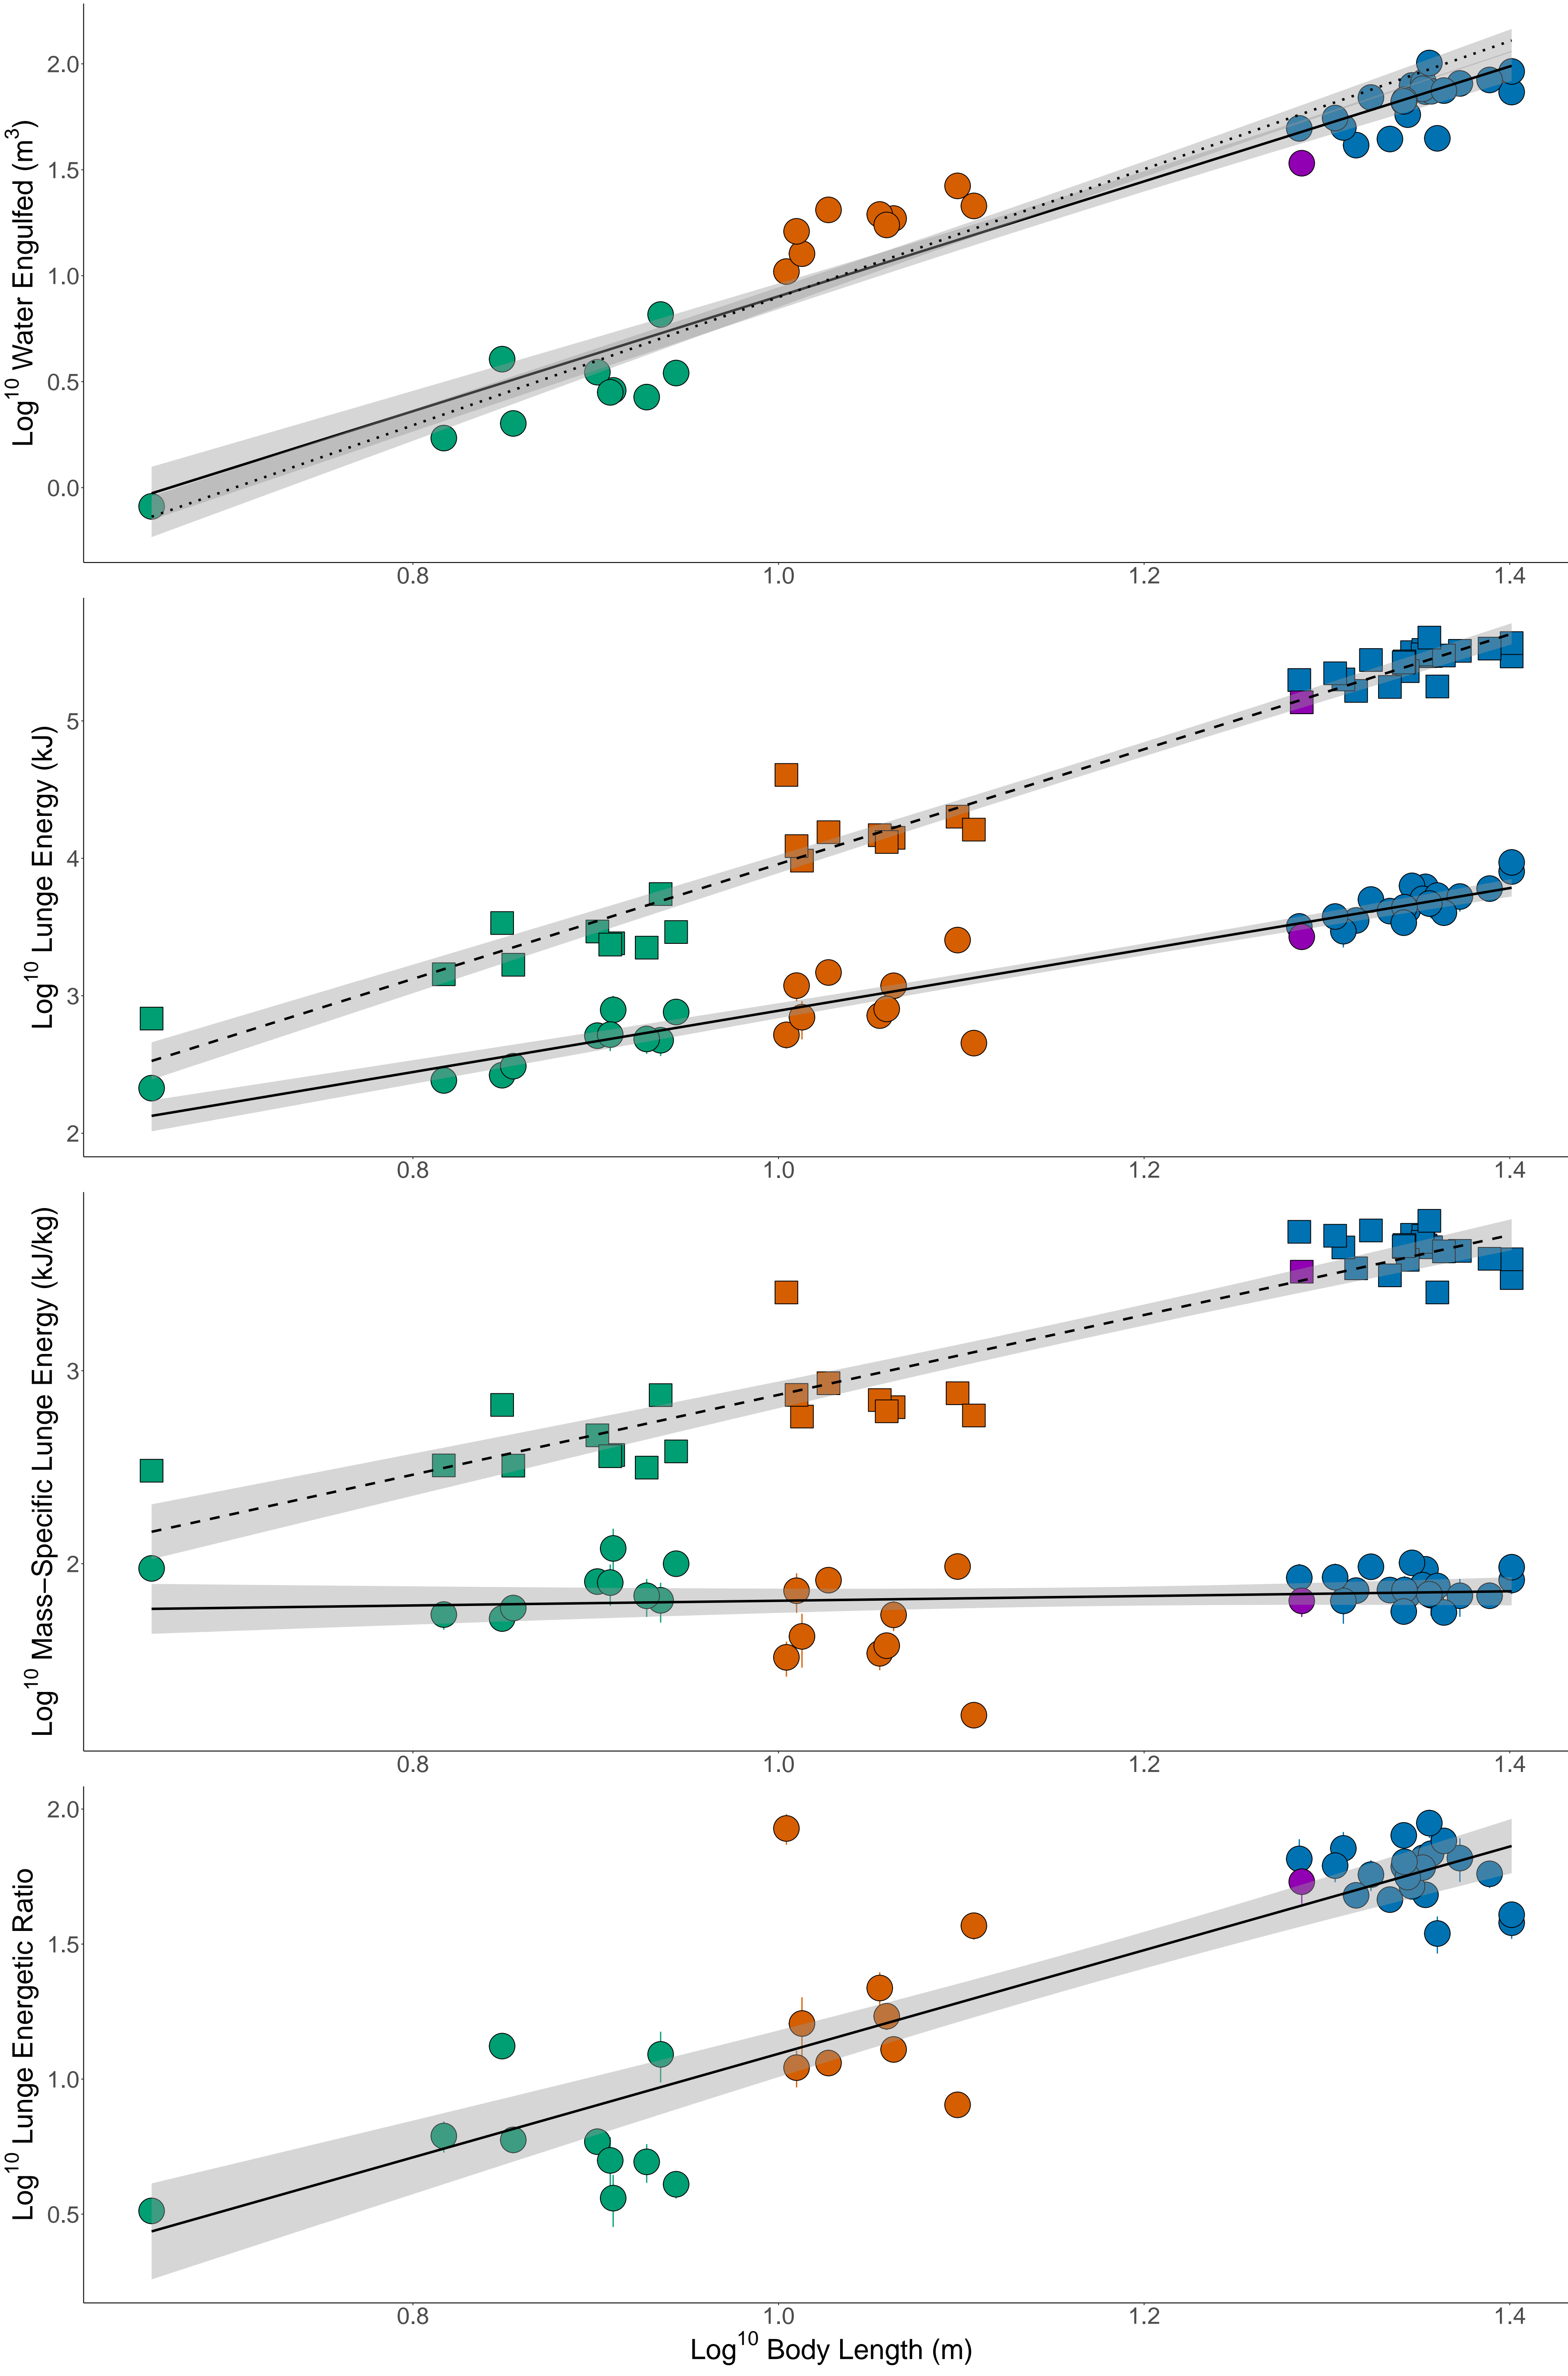 Log10 Water Engulfed (m3)
2.0
1.5
1.0
0.5
0.0
0.8 1.0 1.2 1.4
Log10 Lunge Energy (kJ)
5
4
3
2
0.8 1.0 1.2 1.4
Log10 Mass−Specific Lunge Energy (kJ/kg)
3
2
0.8 1.0 1.2 1.4
Log10 Lunge Energetic Ratio
2.0
1.5
1.0
0.5
0.8 1.0 1.2 1.4
Log10 Body Length (m)